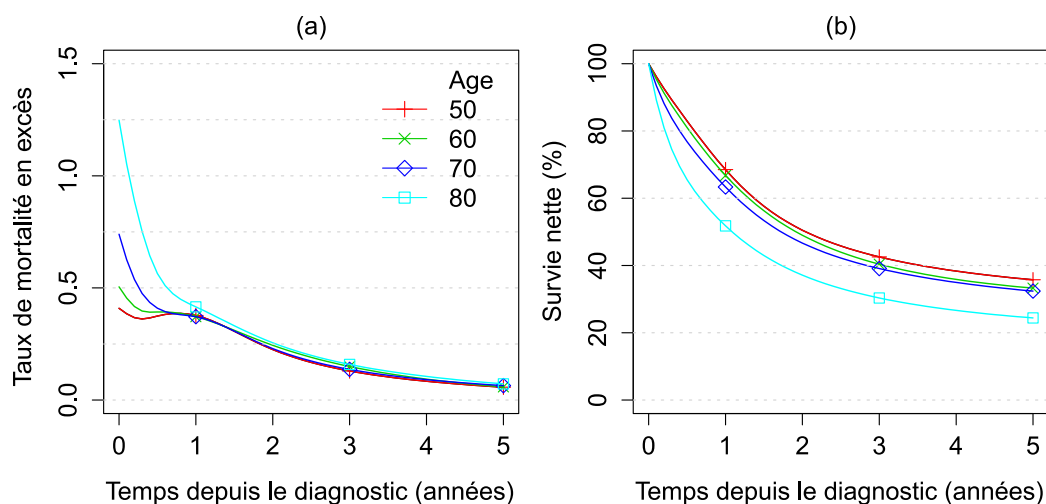 (a)
Taux de mortalité en excès
1.5
1.0
0.5
0.0
Age
50
60
70
80
0 1 2 3 4 5
Temps depuis le diagnostic (années)
(b)
Survie nette (%)
100
80
60
40
20
0
0 1 2 3 4 5
Temps depuis le diagnostic (années)